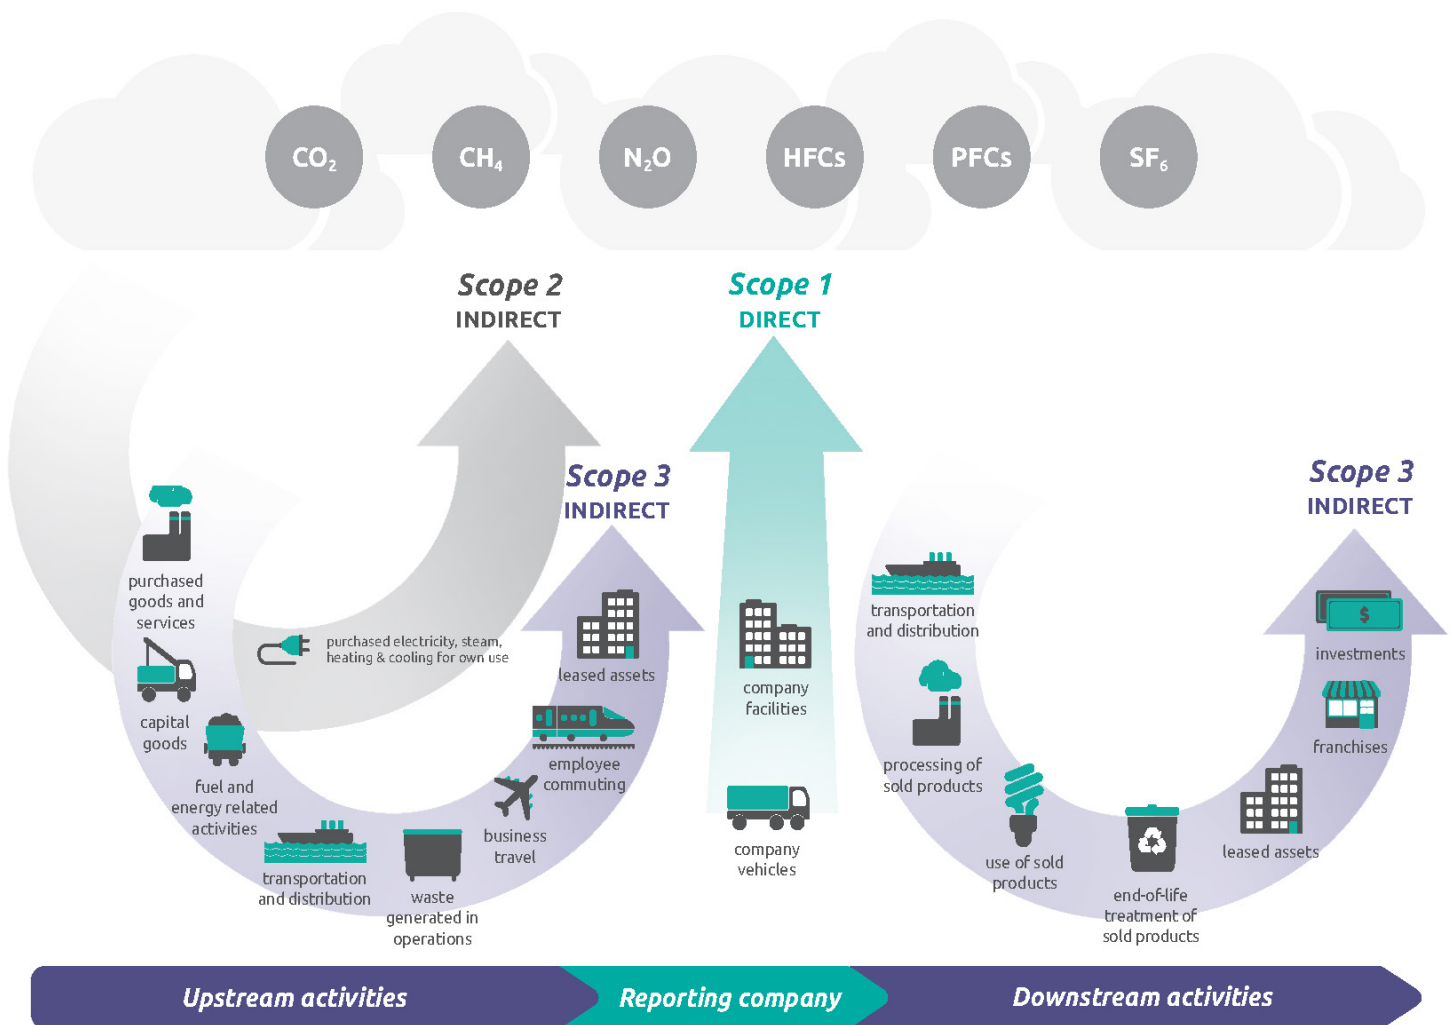 CO₂
CH₄
N₂O
HFCs
PFCs
SF₆
Scope 2
INDIRECT
Scope 1
DIRECT
Scope 3
INDIRECT
Scope 3
INDIRECT
purchased
goods and
services
capital
goods
fuel and
energy related
activities
transportation
and distribution
waste
generated in
operations
business
travel
employee
commuting
leased assets
purchased electricity, steam,
heating & cooling for own use
company
facilities
company
vehicles
transportation
and distribution
processing of
sold products
use of sold
products
end-of-life
treatment of
sold products
leased assets
franchises
$
investments
Upstream activities
Reporting company
Downstream activities